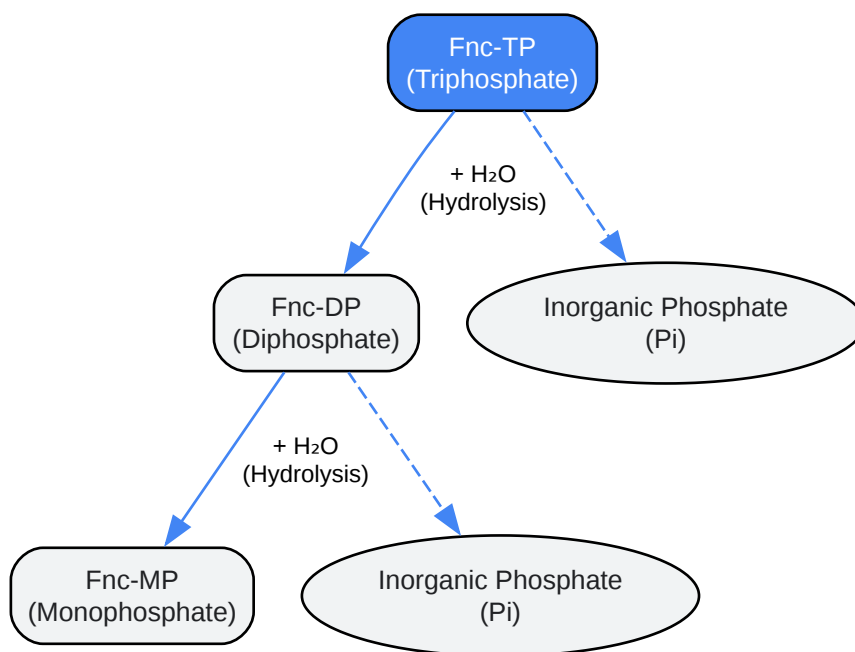 Fnc-TP
(Triphosphate)
+ H₂O
(Hydrolysis)
Fnc-DP
(Diphosphate)
Inorganic Phosphate
(Pi)
+ H₂O
(Hydrolysis)
Fnc-MP
(Monophosphate)
Inorganic Phosphate
(Pi)